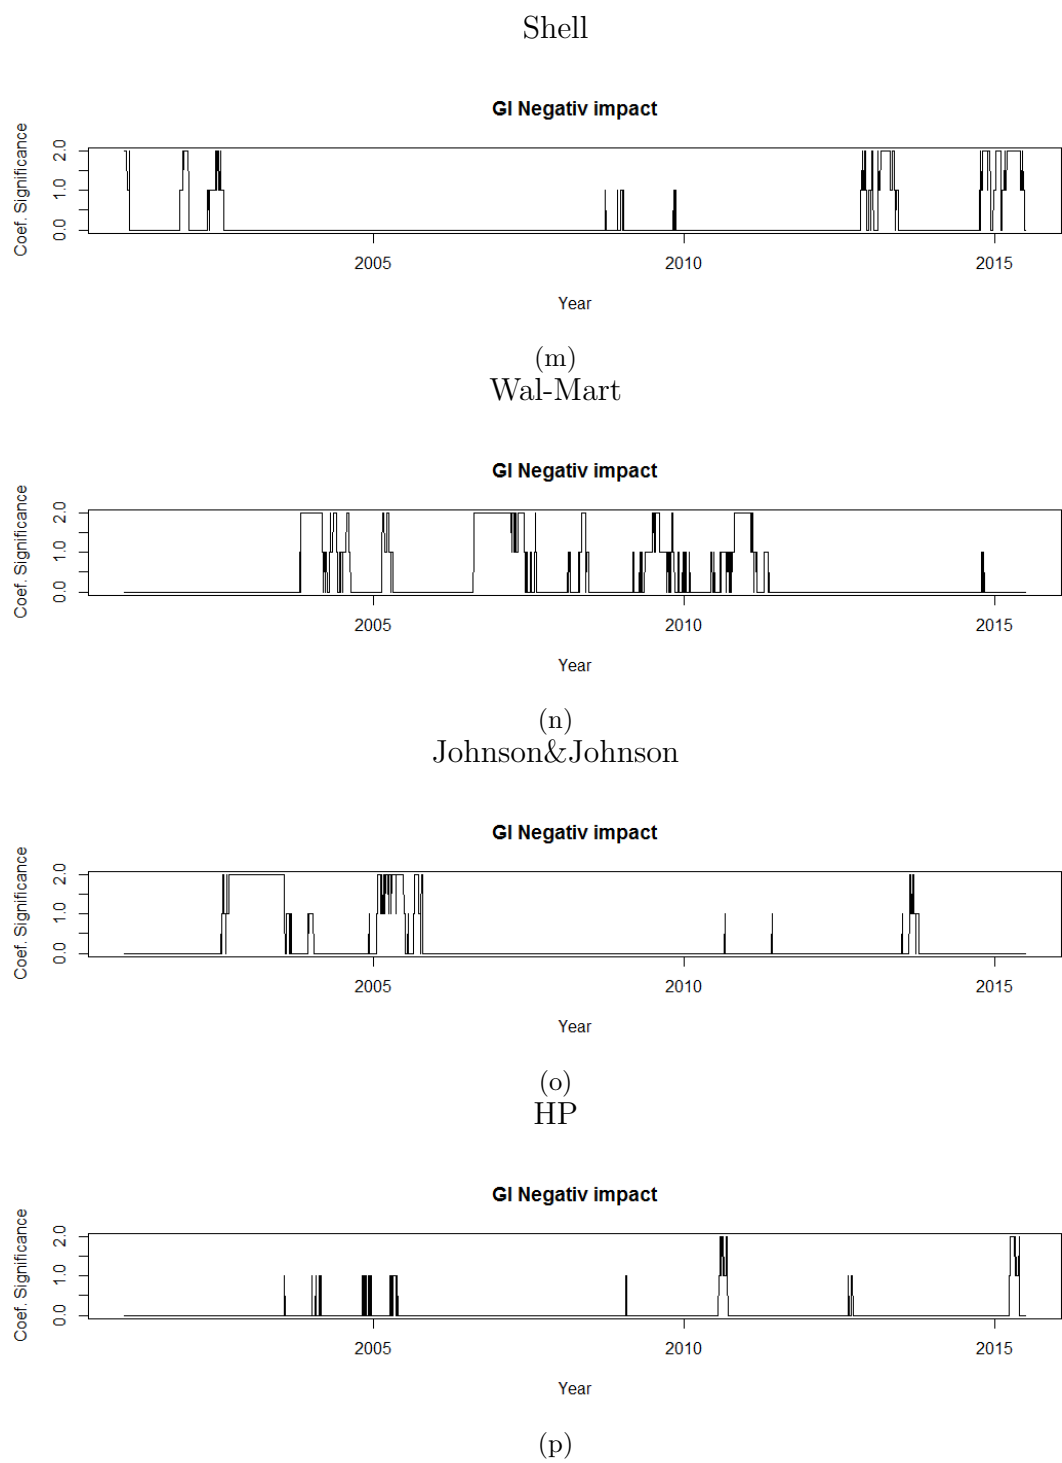 Shell
GI Negativ impact
Coef. Significance
2.0
1.0
0.0
2005 2010 2015
Year
(m)
Wal-Mart
GI Negativ impact
Coef. Significance
2.0
1.0
0.0
2005 2010 2015
Year
(n)
Johnson&Johnson
GI Negativ impact
Coef. Significance
2.0
1.0
0.0
2005 2010 2015
Year
(o)
HP
GI Negativ impact
Coef. Significance
2.0
1.0
0.0
2005 2010 2015
Year
(p)